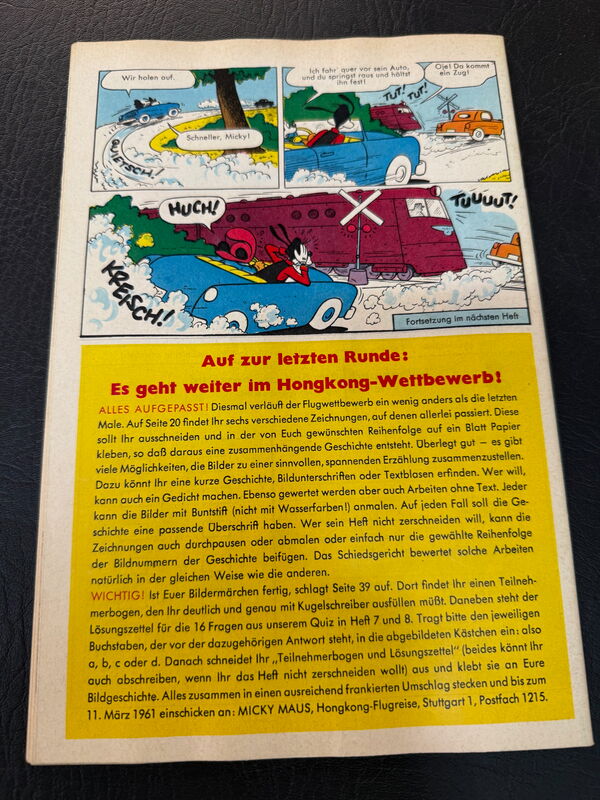 Wir holen auf.
Schneller, Micky!
QUIETSCH!
Ich fahr' quer vor sein Auto,
und du springst raus und hältst
ihn fest!
Oje! Da kommt
ein Zug!
TUT! TUT!
HUCH!
TUUUUT!
KREISCH!
Fortsetzung im nächsten Heft
Auf zur letzten Runde:
Es geht weiter im Hongkong-Wettbewerb!
ALLES AUFGEPASST! Diesmal verläuft der Flugwettbewerb ein wenig anders als die letzten
Male. Auf Seite 20 findet Ihr sechs verschiedene Zeichnungen, auf denen allerlei passiert. Diese
sollt Ihr ausschneiden und in der von Euch gewünschten Reihenfolge auf ein Blatt Papier
kleben, so daß daraus eine zusammenhängende Geschichte entsteht. Überlegt gut – es gibt
viele Möglichkeiten, die Bilder zu einer sinnvollen, spannenden Erzählung zusammenzustellen.
Dazu könnt Ihr eine kurze Geschichte, Bildunterschriften oder Textblasen erfinden. Wer will,
kann auch ein Gedicht machen. Ebenso gewertet werden aber auch Arbeiten ohne Text. Jeder
kann die Bilder mit Buntstift (nicht mit Wasserfarben!) anmalen. Auf jeden Fall soll die Ge-
schichte eine passende Überschrift haben. Wer sein Heft nicht zerschneiden will, kann die
Zeichnungen auch durchpausen oder abmalen oder einfach nur die gewählte Reihenfolge
der Bildnummern der Geschichte beifügen. Das Schiedsgericht bewertet solche Arbeiten
natürlich in der gleichen Weise wie die anderen.
WICHTIG! Ist Euer Bildermärchen fertig, schlagt Seite 39 auf. Dort findet Ihr einen Teilneh-
merbogen, den Ihr deutlich und genau mit Kugelschreiber ausfüllen müßt. Daneben steht der
Lösungszettel für die 16 Fragen aus unserem Quiz in Heft 7 und 8. Tragt bitte den jeweiligen
Buchstaben, der vor der dazugehörigen Antwort steht, in die abgebildeten Kästchen ein: also
a, b, c oder d. Danach schneidet Ihr „Teilnehmerbogen und Lösungszettel“ (beides könnt Ihr
auch abschreiben, wenn Ihr das Heft nicht zerschneiden wollt) aus und klebt sie an Eure
Bildgeschichte. Alles zusammen in einen ausreichend frankierten Umschlag stecken und bis zum
11. März 1961 einschicken an: MICKY MAUS, Hongkong-Flugreise, Stuttgart 1, Postfach 1215.